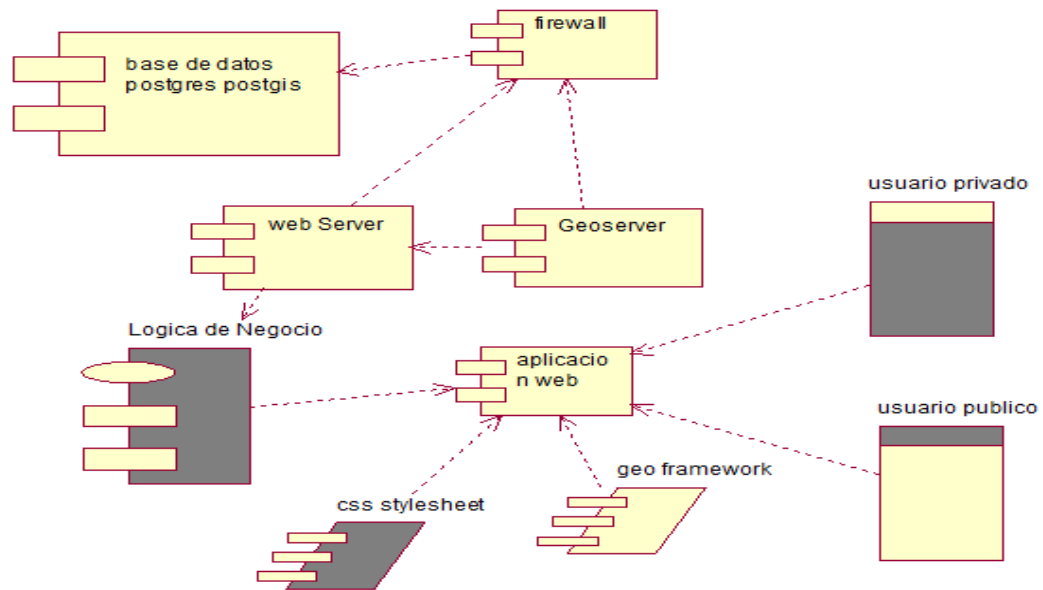 firewall
base de datos
postgres postgis
usuario privado
web Server
Geoserver
Logica de Negocio
aplicacio
n web
usuario publico
geo framework
css stylesheet